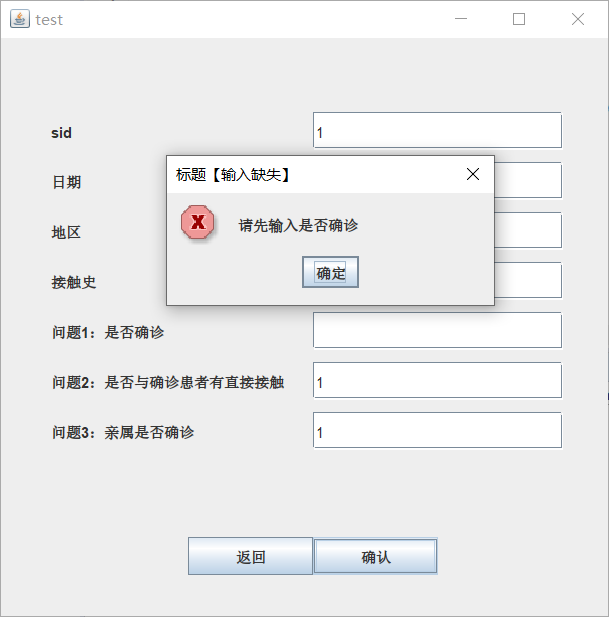 test
sid
1
标题【输入缺失】
日期
请先输入是否确诊
地区
确定
接触史
问题1：是否确诊
问题2：是否与确诊患者有直接接触
1
问题3：亲属是否确诊
1
返回
确认